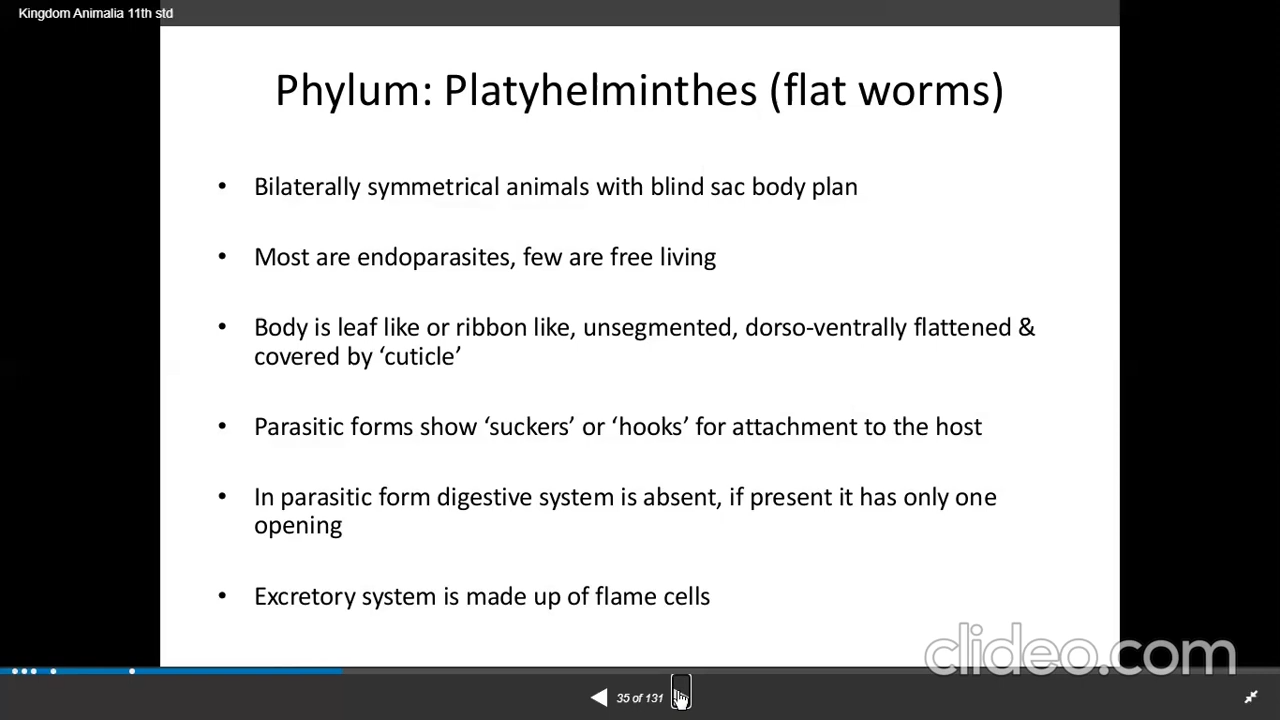 Kingdom Animalia 11th std
Phylum: Platyhelminthes (flat worms)
• Bilaterally symmetrical animals with blind sac body plan
• Most are endoparasites, few are free living
• Body is leaf like or ribbon like, unsegmented, dorso-ventrally flattened &
covered by ‘cuticle’
• Parasitic forms show ‘suckers’ or ‘hooks’ for attachment to the host
• In parasitic form digestive system is absent, if present it has only one
opening
• Excretory system is made up of flame cells
clideo.com
35 of 131